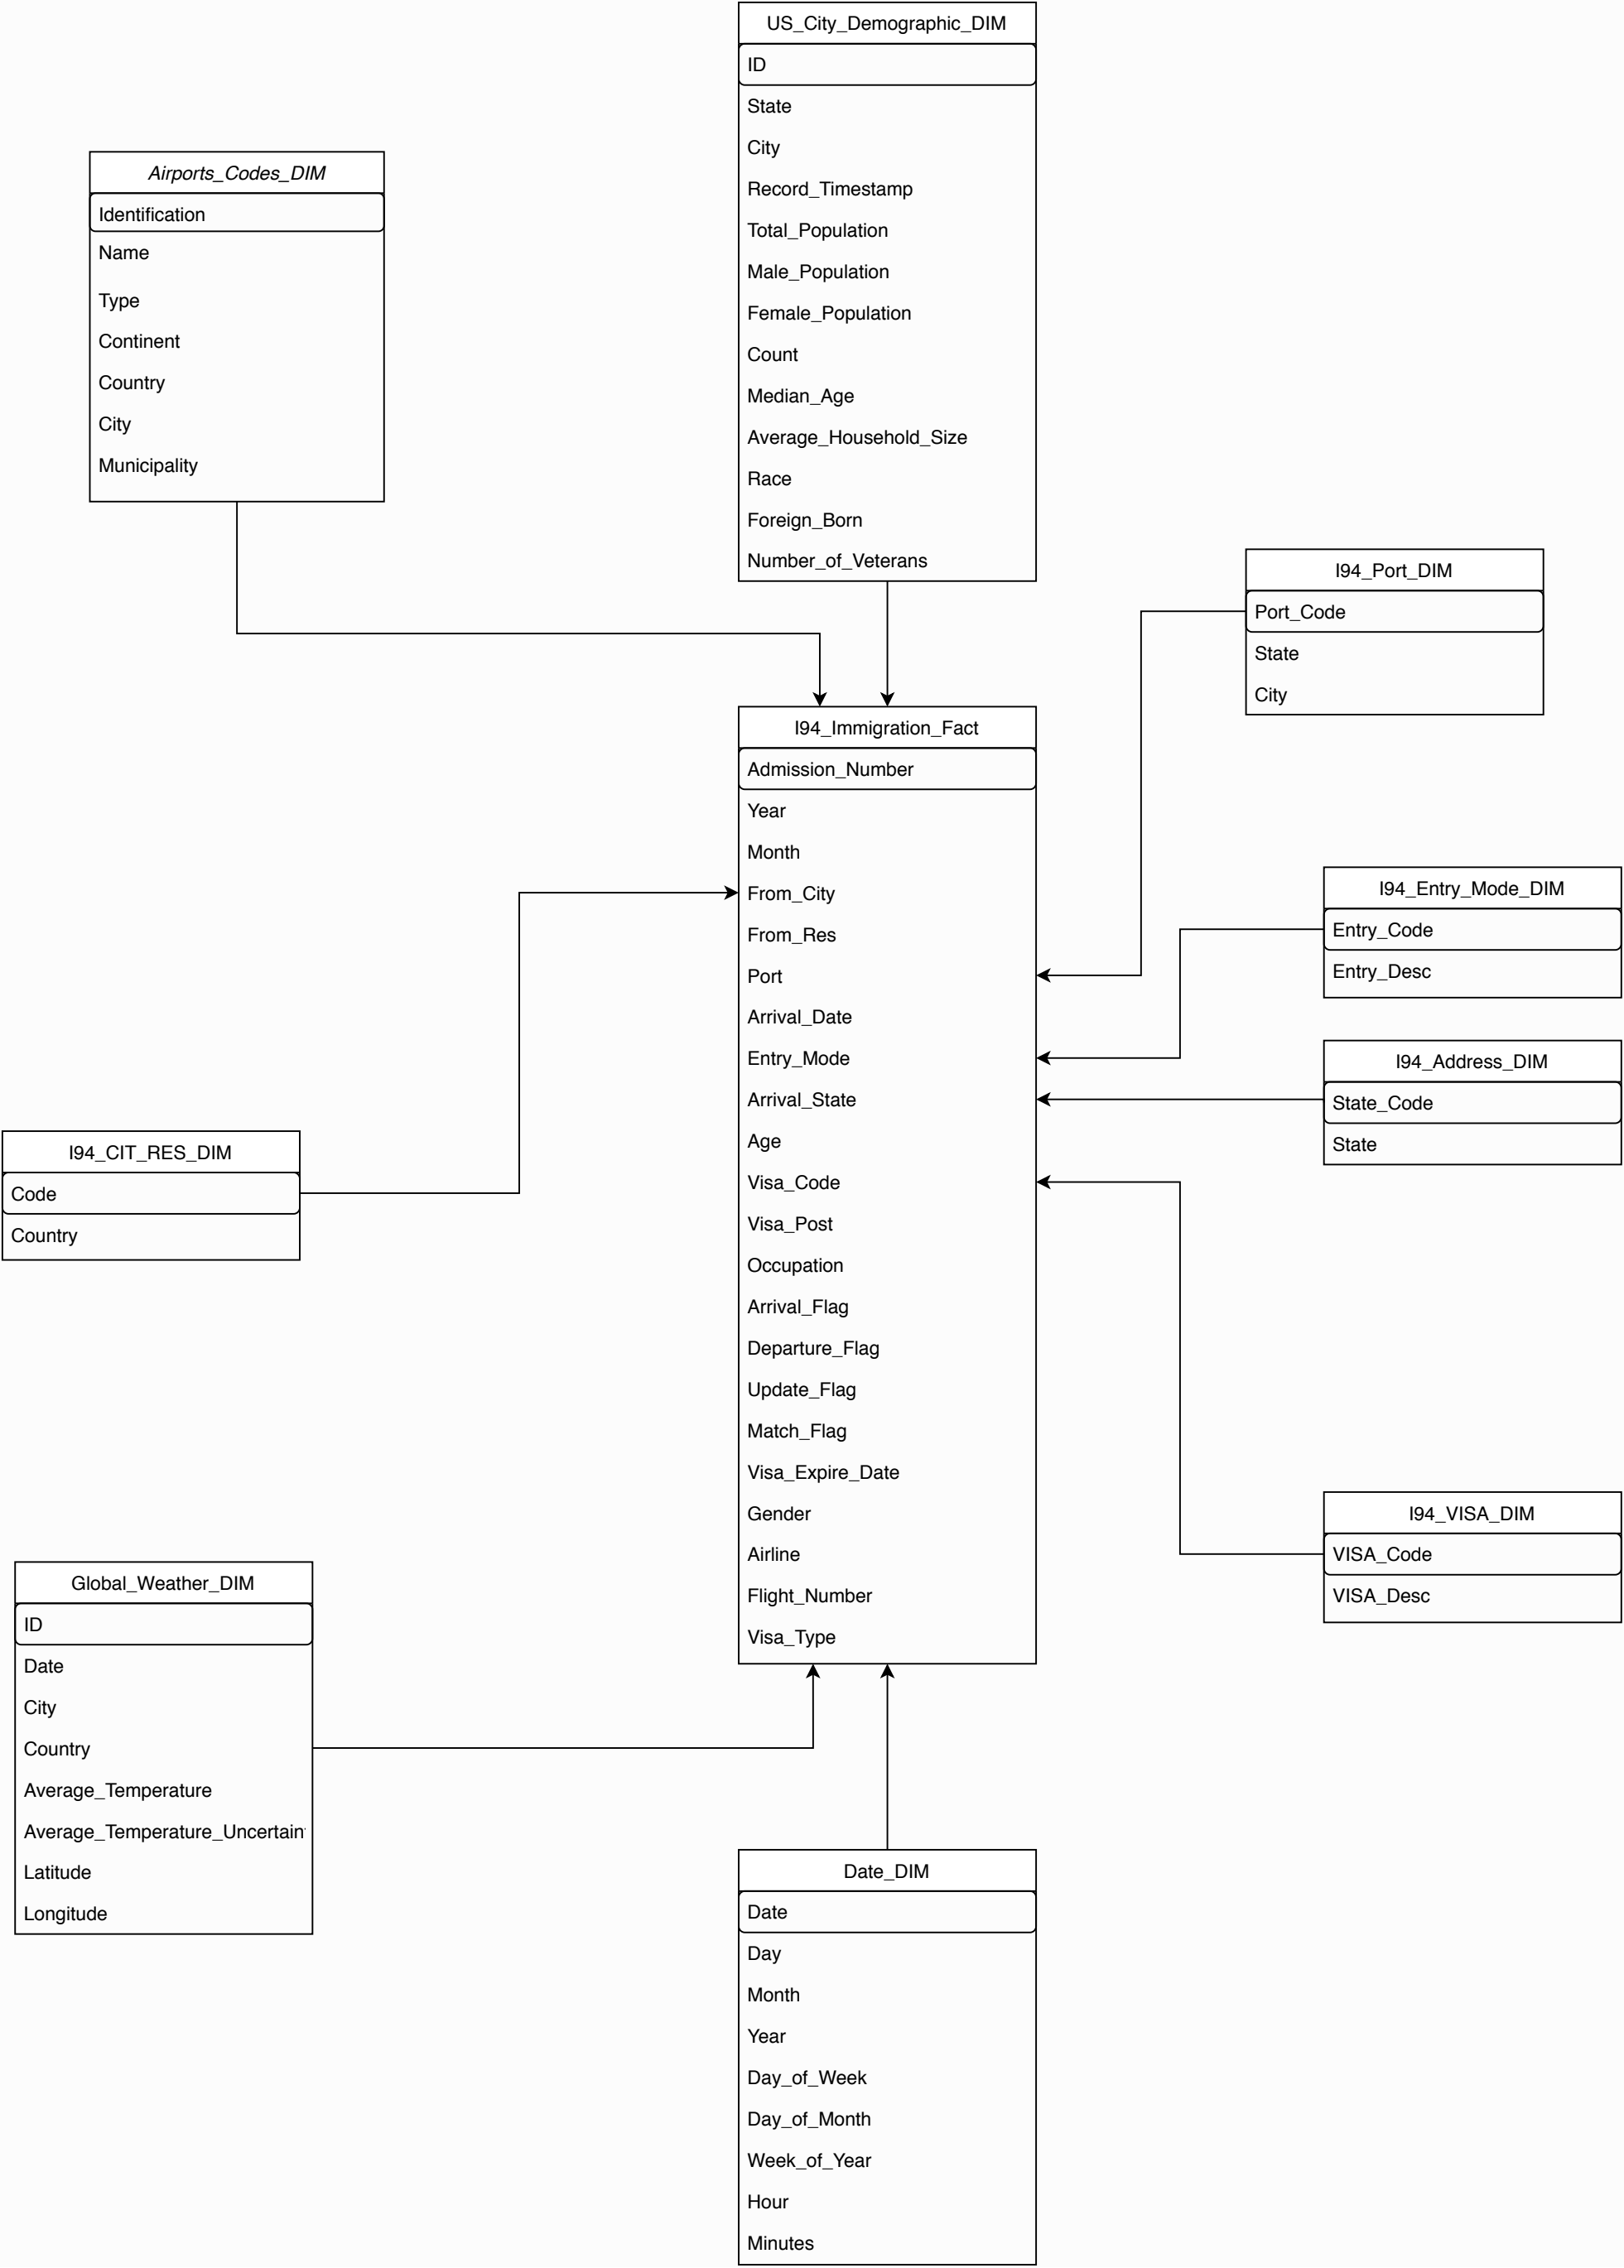 US_City_Demographic_DIM
ID
State
City
Record_Timestamp
Total_Population
Male_Population
Female_Population
Count
Median_Age
Average_Household_Size
Race
Foreign_Born
Number_of_Veterans
Airports_Codes_DIM
Identification
Name
Type
Continent
Country
City
Municipality
I94_Port_DIM
Port_Code
State
City
I94_Immigration_Fact
Admission_Number
Year
Month
From_City
From_Res
Port
Arrival_Date
Entry_Mode
Arrival_State
Age
Visa_Code
Visa_Post
Occupation
Arrival_Flag
Departure_Flag
Update_Flag
Match_Flag
Visa_Expire_Date
Gender
Airline
Flight_Number
Visa_Type
I94_Entry_Mode_DIM
Entry_Code
Entry_Desc
I94_Address_DIM
State_Code
State
I94_CIT_RES_DIM
Code
Country
I94_VISA_DIM
VISA_Code
VISA_Desc
Global_Weather_DIM
ID
Date
City
Country
Average_Temperature
Average_Temperature_Uncertain
Latitude
Longitude
Date_DIM
Date
Day
Month
Year
Day_of_Week
Day_of_Month
Week_of_Year
Hour
Minutes